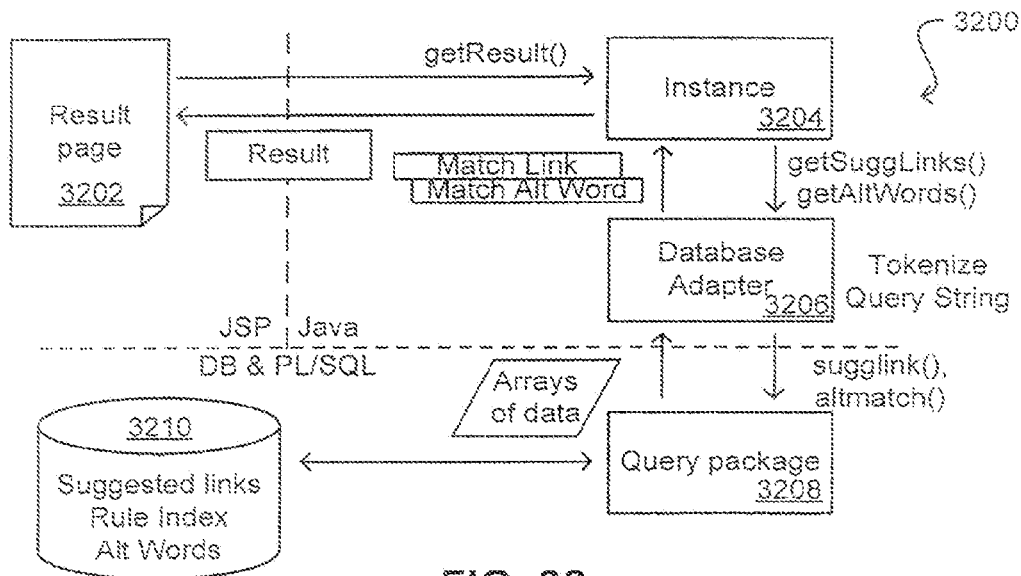 3200
getResult()
Result
page
3202
Instance
3204
Result
Match Link
Match Alt Word
getSuggLinks()
getAltWords()
Database
Adapter
3206
Tokenize
Query String
JSP
Java
DB & PL/SQL
Arrays
of data
sugglink(),
altmatch()
3210
Suggested links
Rule Index
Alt Words
Query package
3208